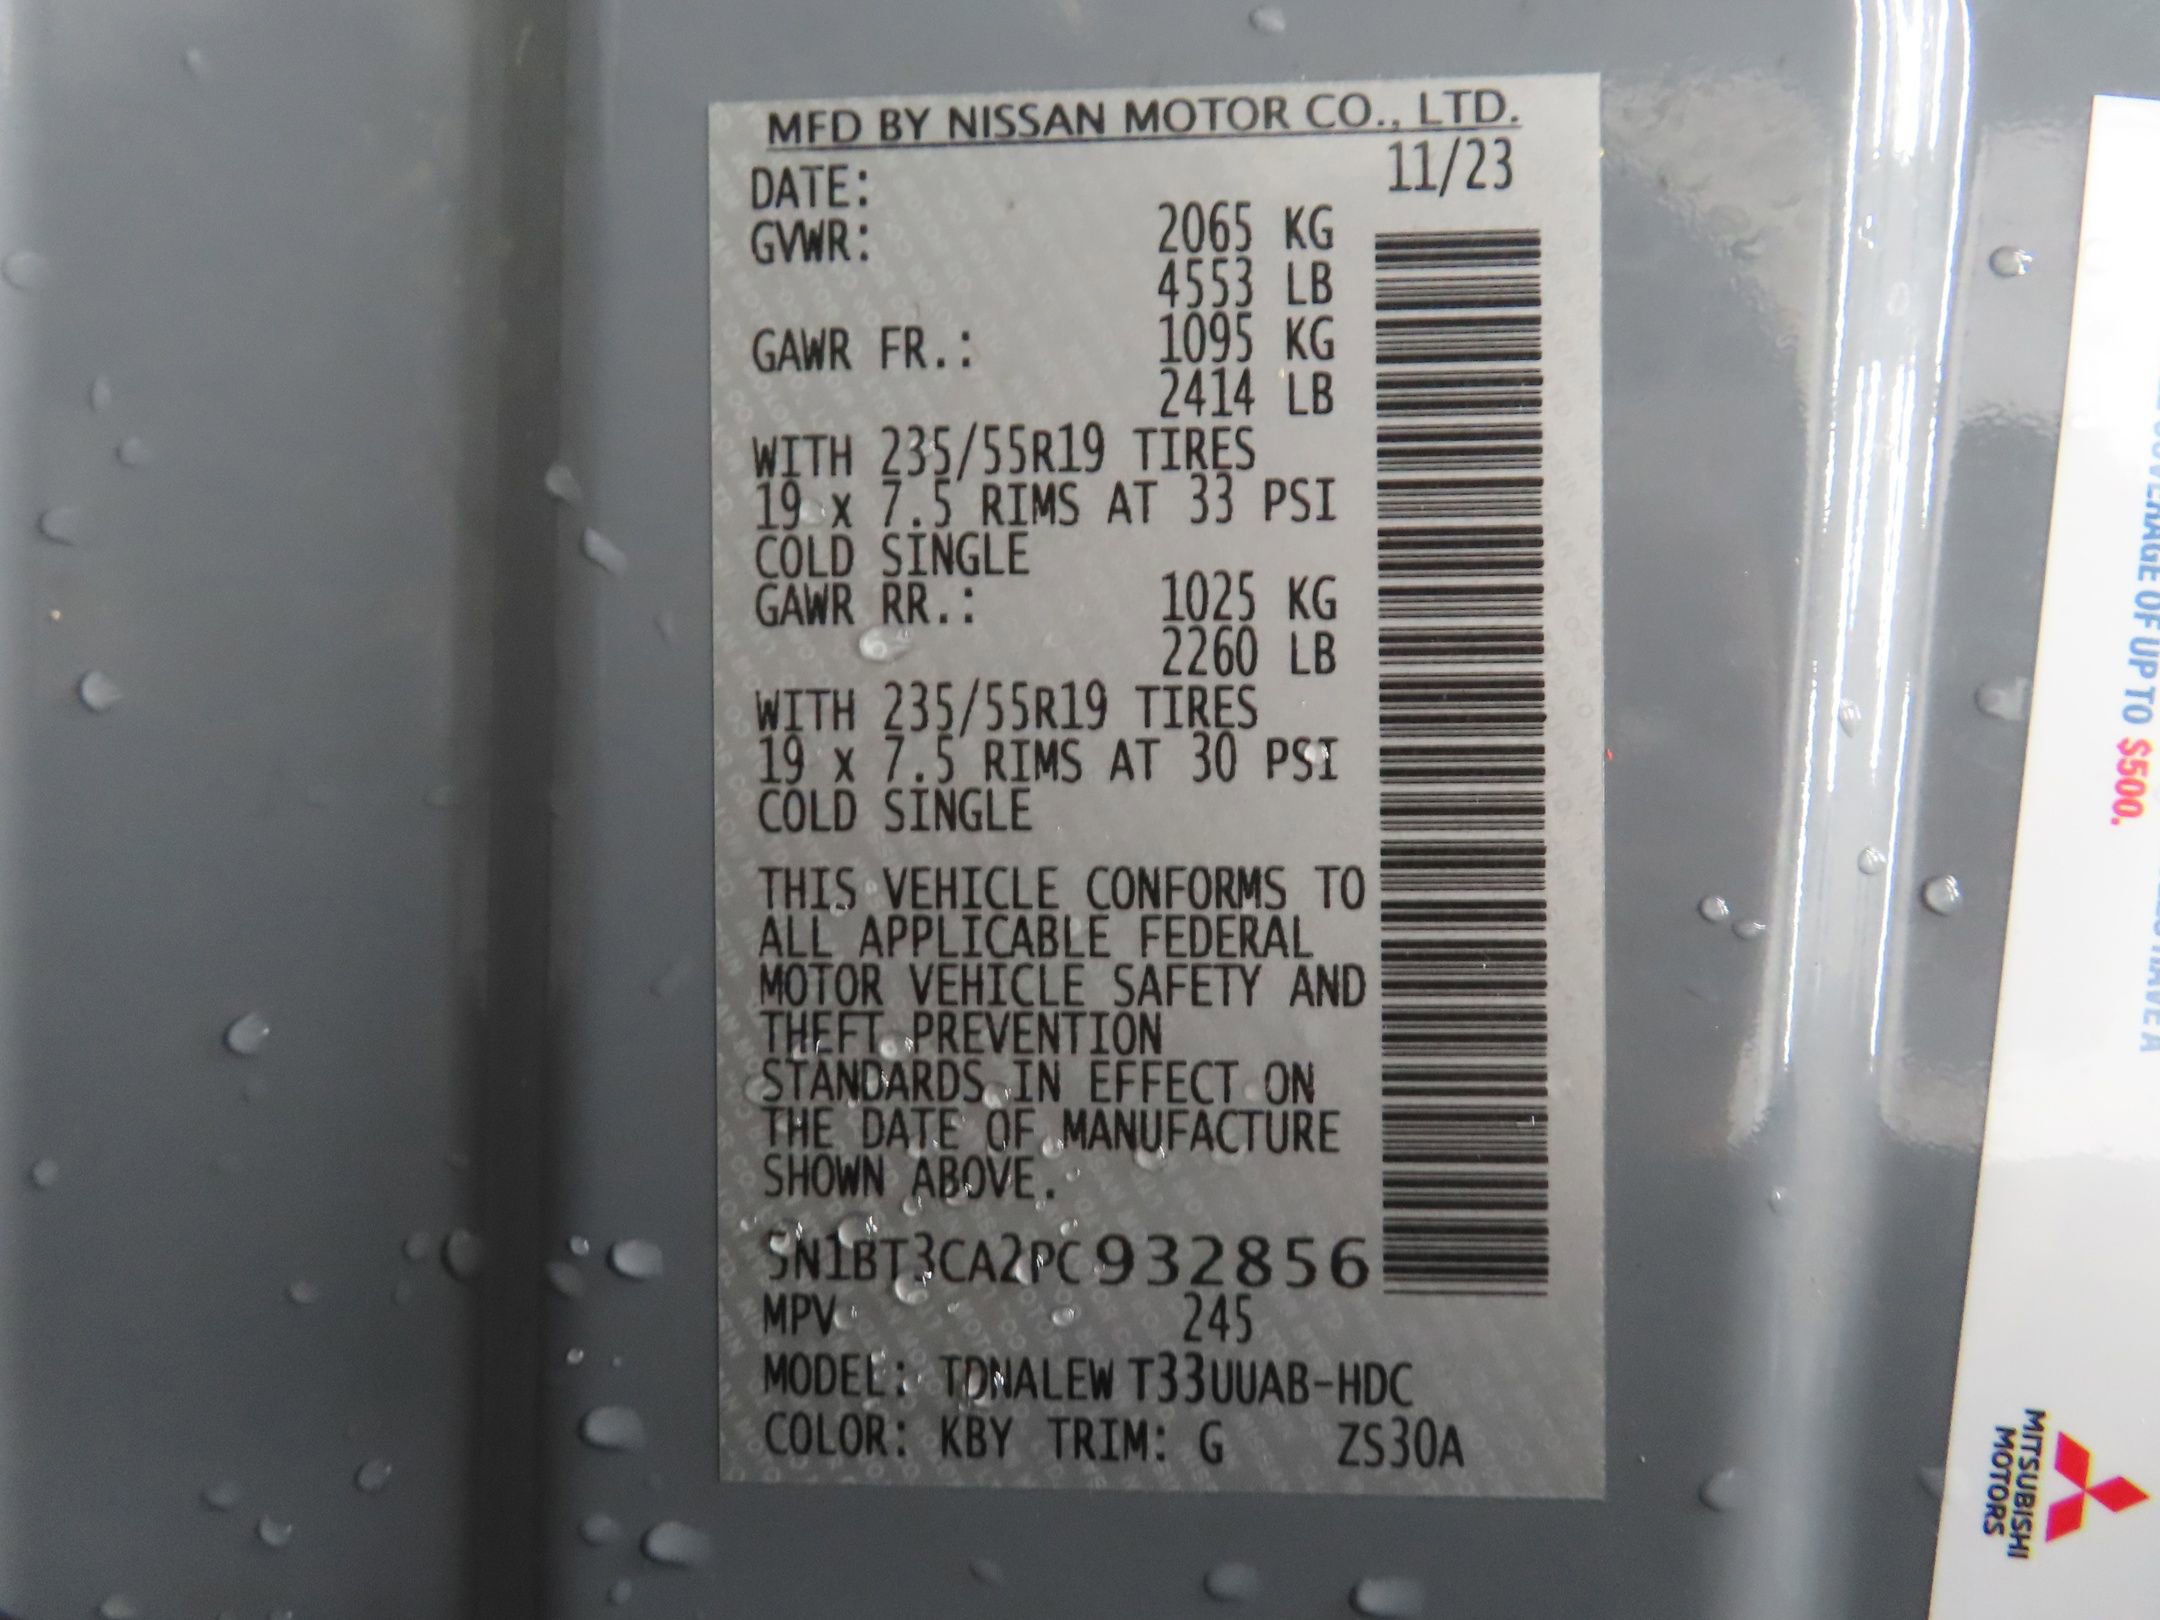 MFD BY NISSAN MOTOR CO., LTD.
DATE: 11/23
GVWR: 2065 KG
4553 LB
GAWR FR.: 1095 KG
2414 LB
WITH 235/55R19 TIRES
19 x 7.5 RIMS AT 33 PSI
COLD SINGLE
GAWR RR.: 1025 KG
2260 LB
WITH 235/55R19 TIRES
19 x 7.5 RIMS AT 30 PSI
COLD SINGLE
THIS VEHICLE CONFORMS TO
ALL APPLICABLE FEDERAL
MOTOR VEHICLE SAFETY AND
THEFT PREVENTION
STANDARDS IN EFFECT ON
THE DATE OF MANUFACTURE
SHOWN ABOVE.
5N1BT3CA2PC932856
MPV 245
MODEL: TDNALEW T33UUAB-HDC
COLOR: KBY TRIM: G ZS30A
COVERAGE OF UP TO $500.
MITSUBISHI
MOTORS